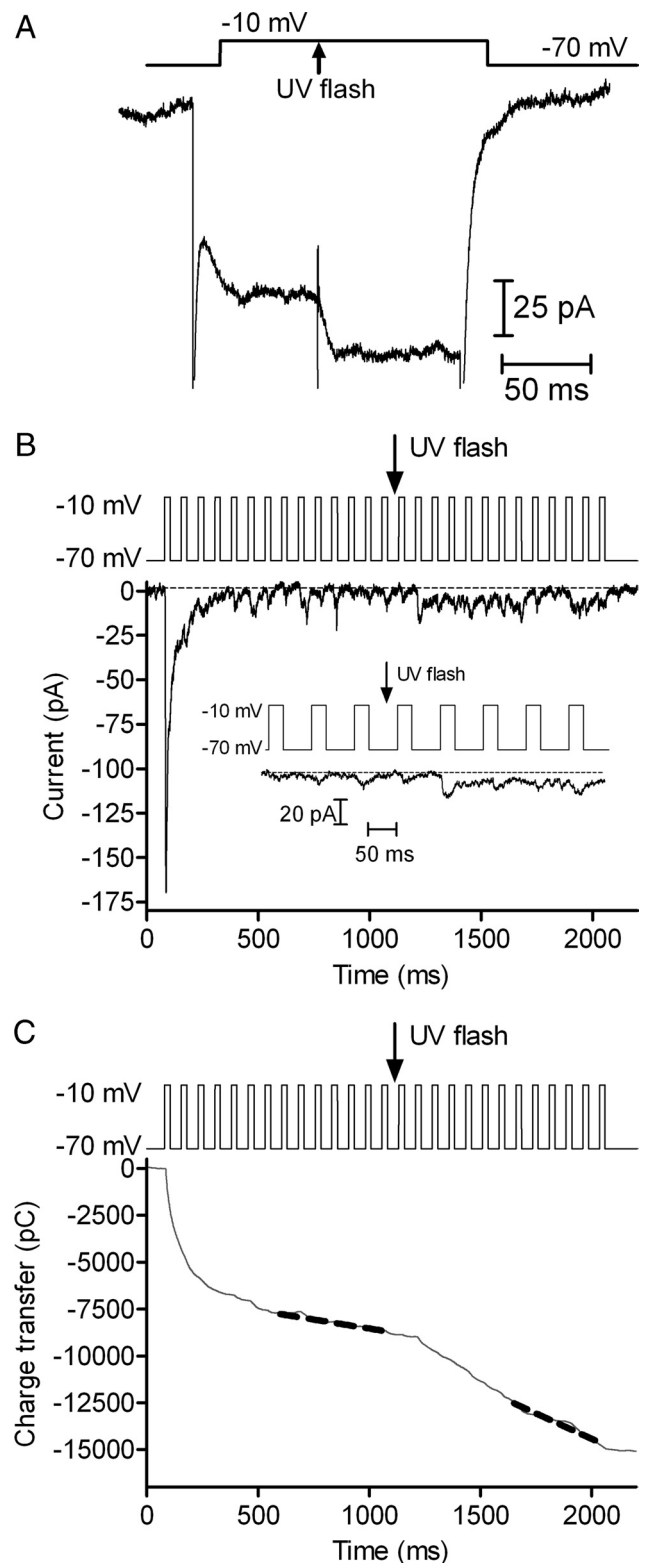 A
-10 mV
-70 mV
UV flash
25 pA
50 ms
B
UV flash
-10 mV
-70 mV
0
-25
-50
-75
-100
-125
-150
-175
Current (pA)
UV flash
-10 mV
-70 mV
20 pA
50 ms
0
500
1000
1500
2000
Time (ms)
C
UV flash
-10 mV
-70 mV
0
-2500
-5000
-7500
-10000
-12500
-15000
Charge transfer (pC)
0
500
1000
1500
2000
Time (ms)